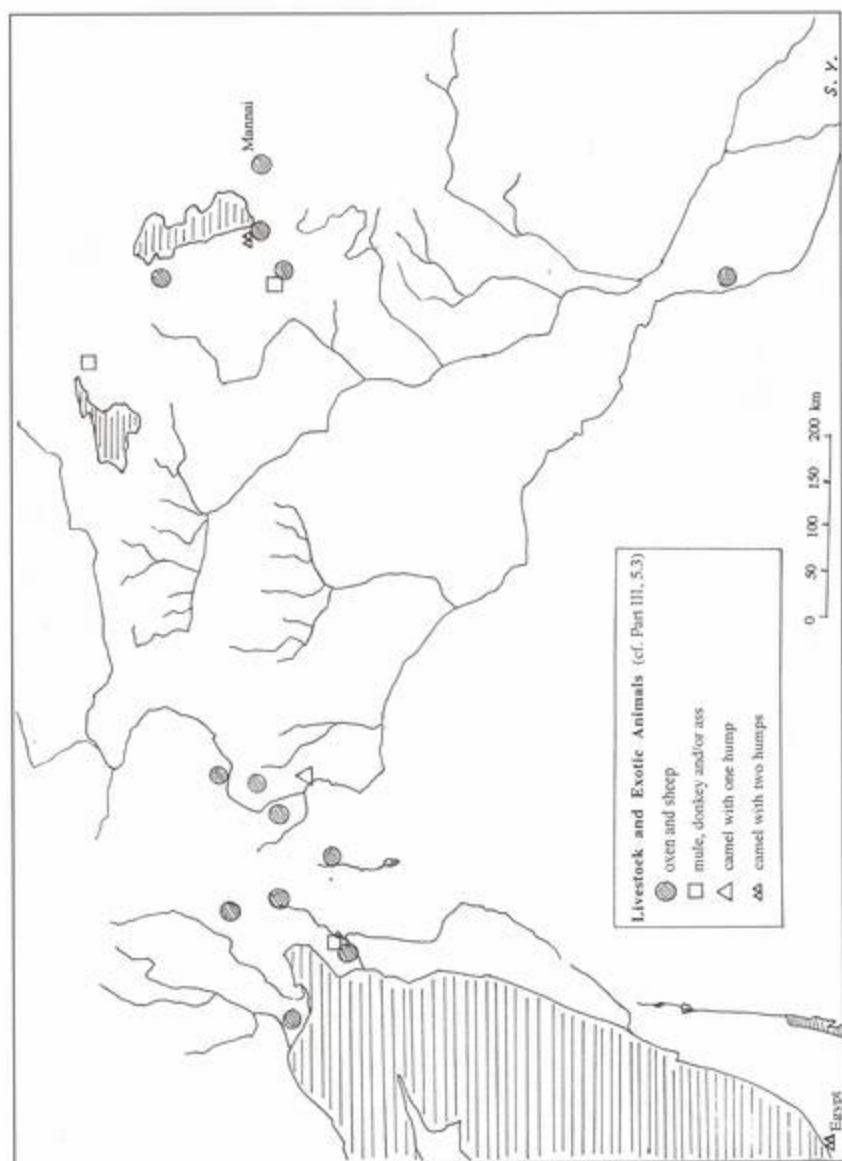 Mannai
Livestock and Exotic Animals (cf. Part III, 5.3)
oxen and sheep
mule, donkey and/or ass
camel with one hump
camel with two humps
0 50 100 150 200 km
Egypt
S. Y.